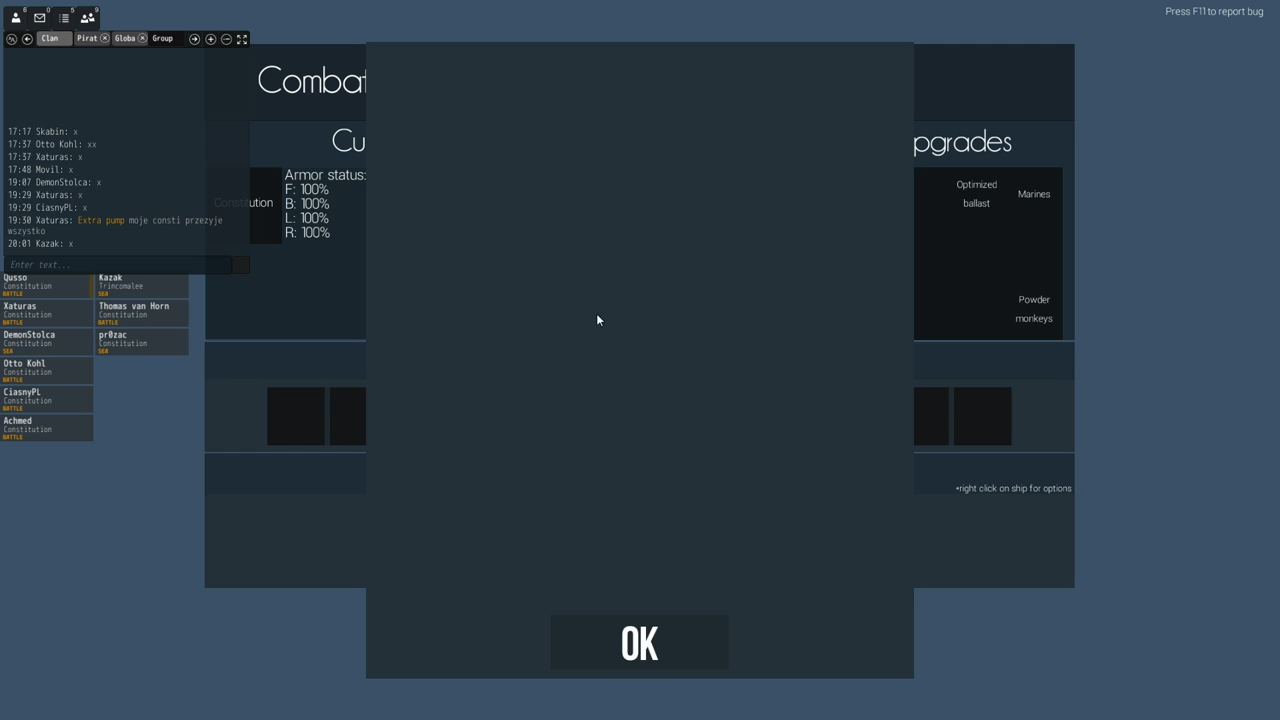 6 0 5 9
Press F11 to report bug
Clan Pirat Globa Group
Combat
Cu
pgrades
17:17 Skabin: x
17:37 Otto Kohl: xx
17:37 Xaturas: x
17:48 Movil: x
19:07 DemonStolca: x
19:29 Xaturas: x
19:29 CiasnyPL: x
19:30 Xaturas: Extra pump moje consti przezyje
wszystko
20:01 Kazak: x
Enter text...
Constitution
Armor status:
F: 100%
B: 100%
L: 100%
R: 100%
Optimized
ballast
Marines
Powder
monkeys
Qusso
Constitution
BATTLE
Kazak
Trincomalee
SEA
Xaturas
Constitution
BATTLE
Thomas van Horn
Constitution
BATTLE
DemonStolca
Constitution
SEA
pr0zac
Constitution
SEA
Otto Kohl
Constitution
BATTLE
CiasnyPL
Constitution
BATTLE
Achmed
Constitution
BATTLE
*right click on ship for options
OK